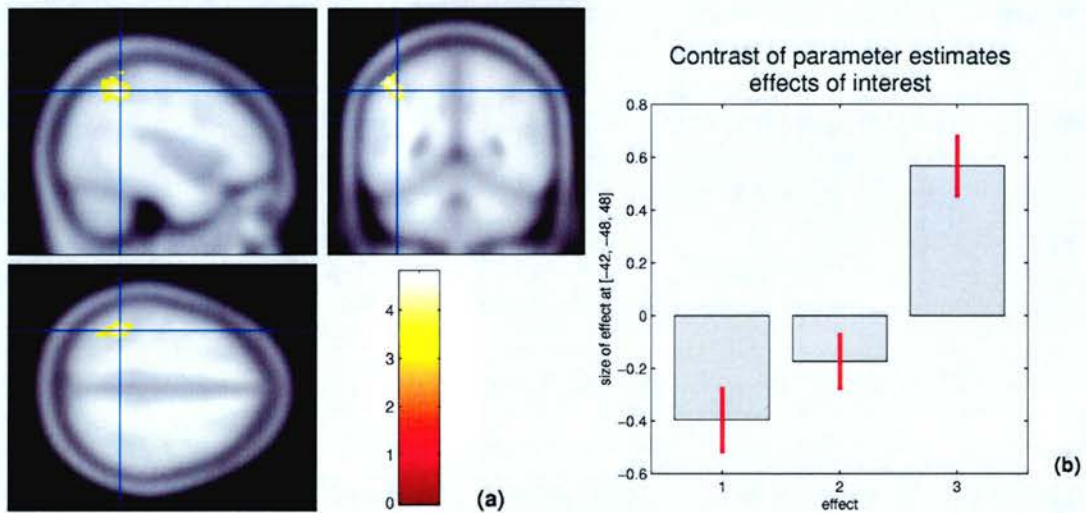 4
3
2
1
0
(a)
Contrast of parameter estimates
effects of interest
size of effect at [-42, -48, 48]
0.8
0.6
0.4
0.2
0
-0.2
-0.4
-0.6
1 2 3
effect
(b)